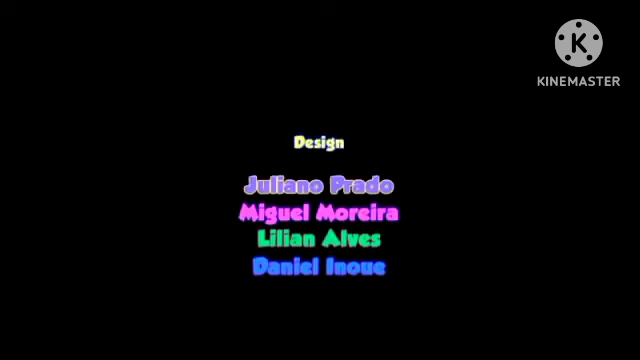 K
KINEMASTER
Design
Juliano Prado
Miguel Moreira
Lilian Alves
Daniel Inoue